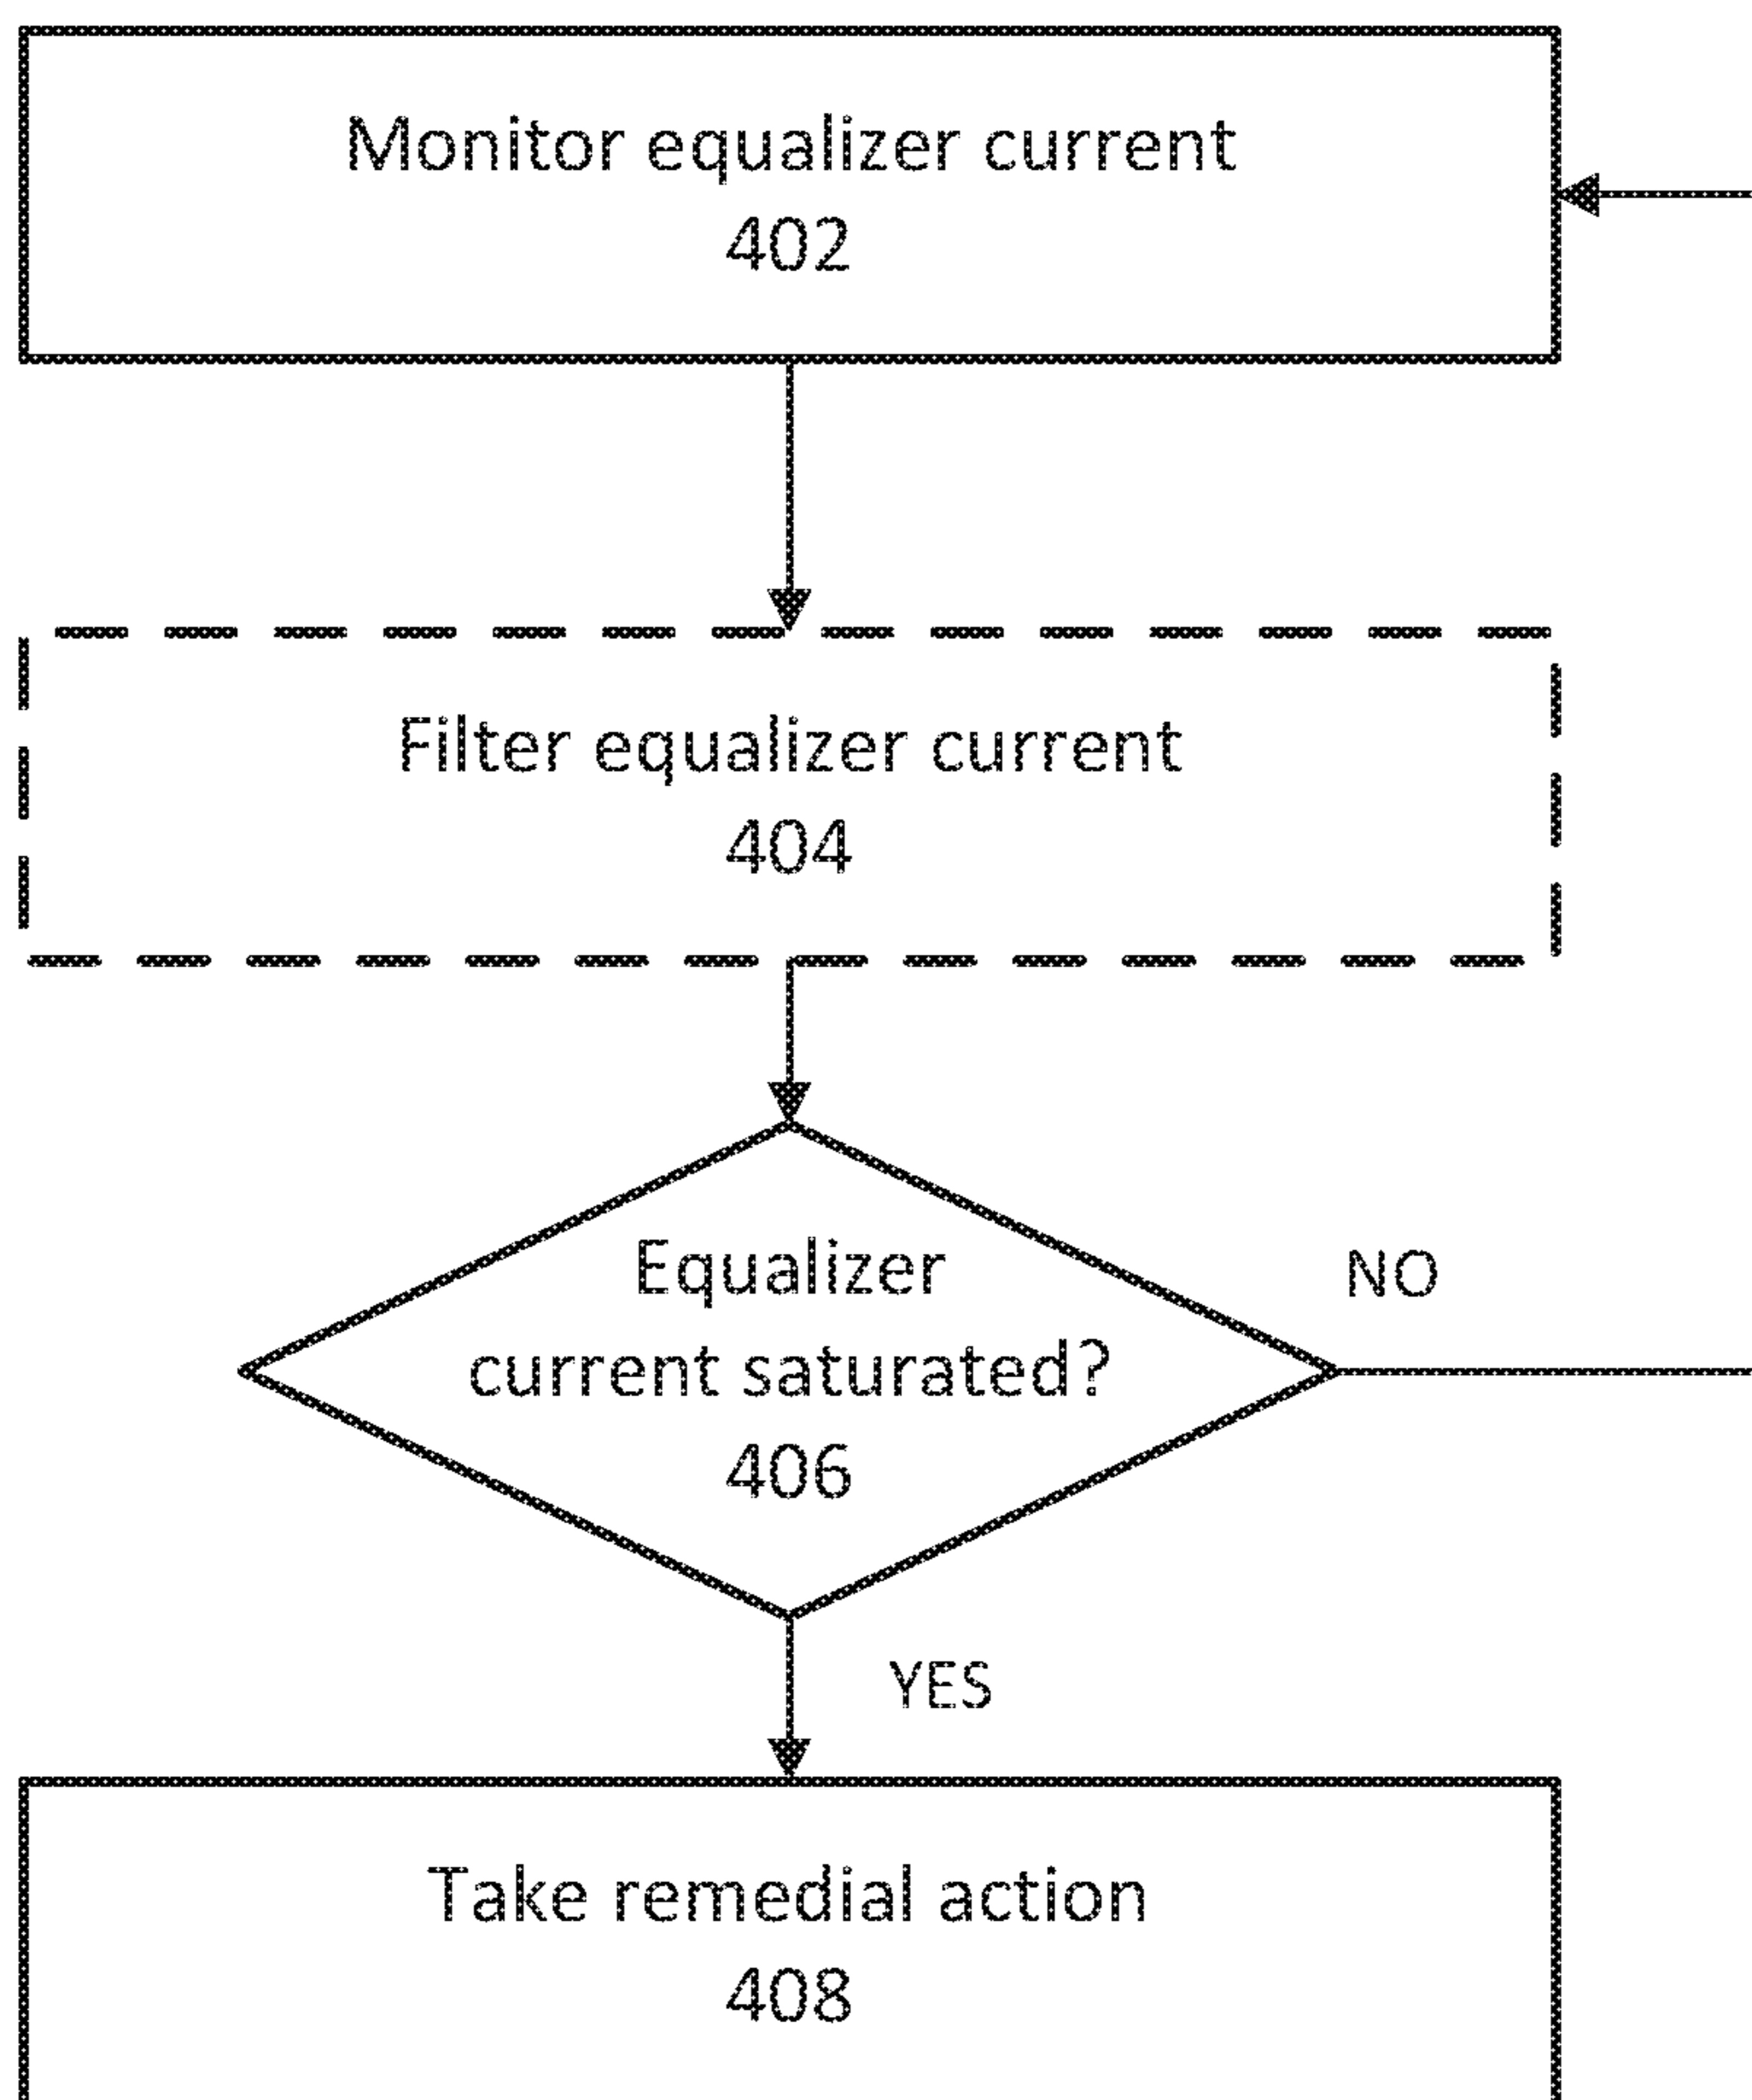 Monitor equalizer current
402
Filter equalizer current
404
Equalizer
current saturated?
406
NO
YES
Take remedial action
408